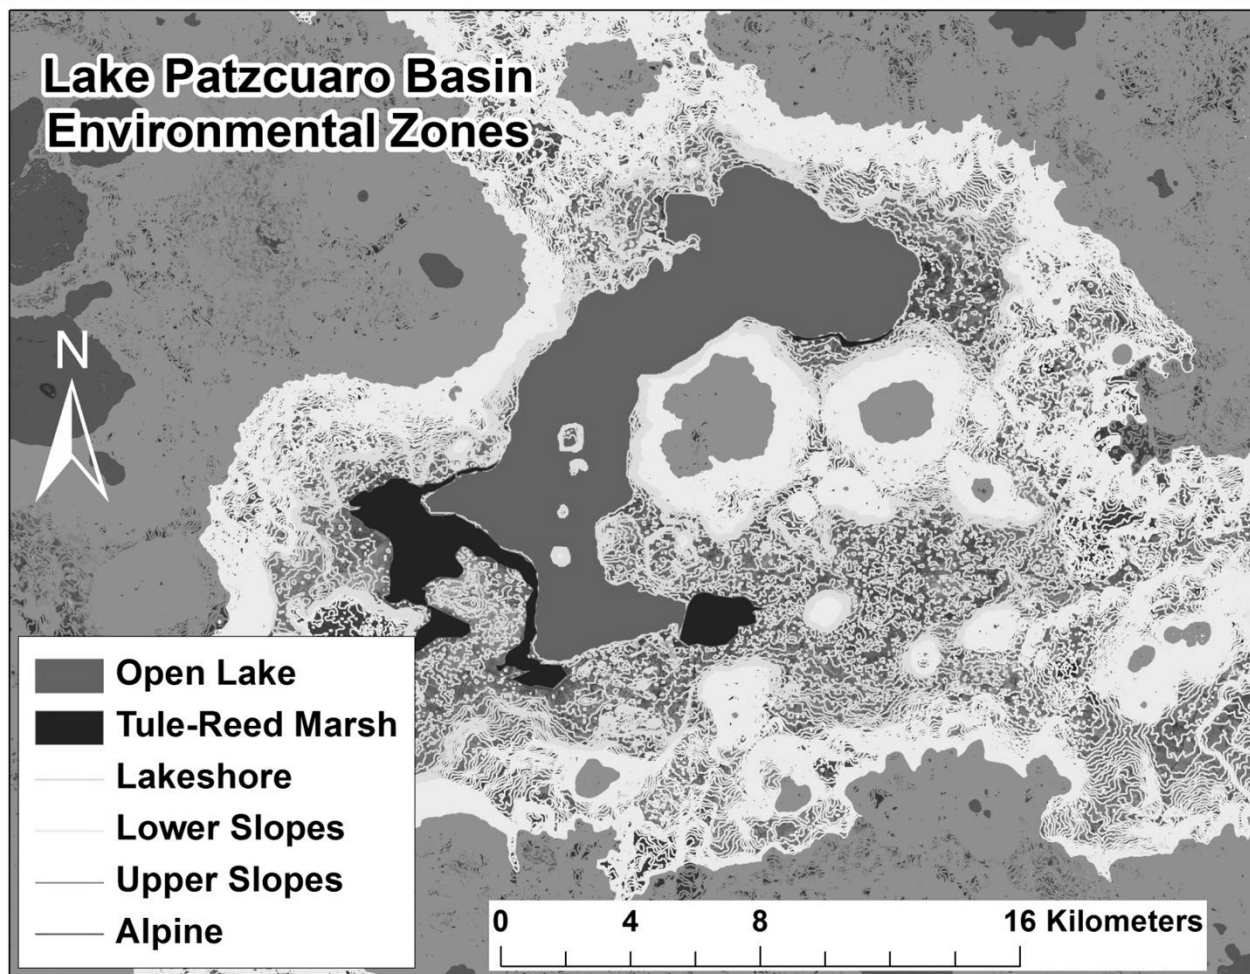 Lake Patzcuaro Basin
Environmental Zones
N
Open Lake
Tule-Reed Marsh
Lakeshore
Lower Slopes
Upper Slopes
Alpine
0 4 8 16 Kilometers